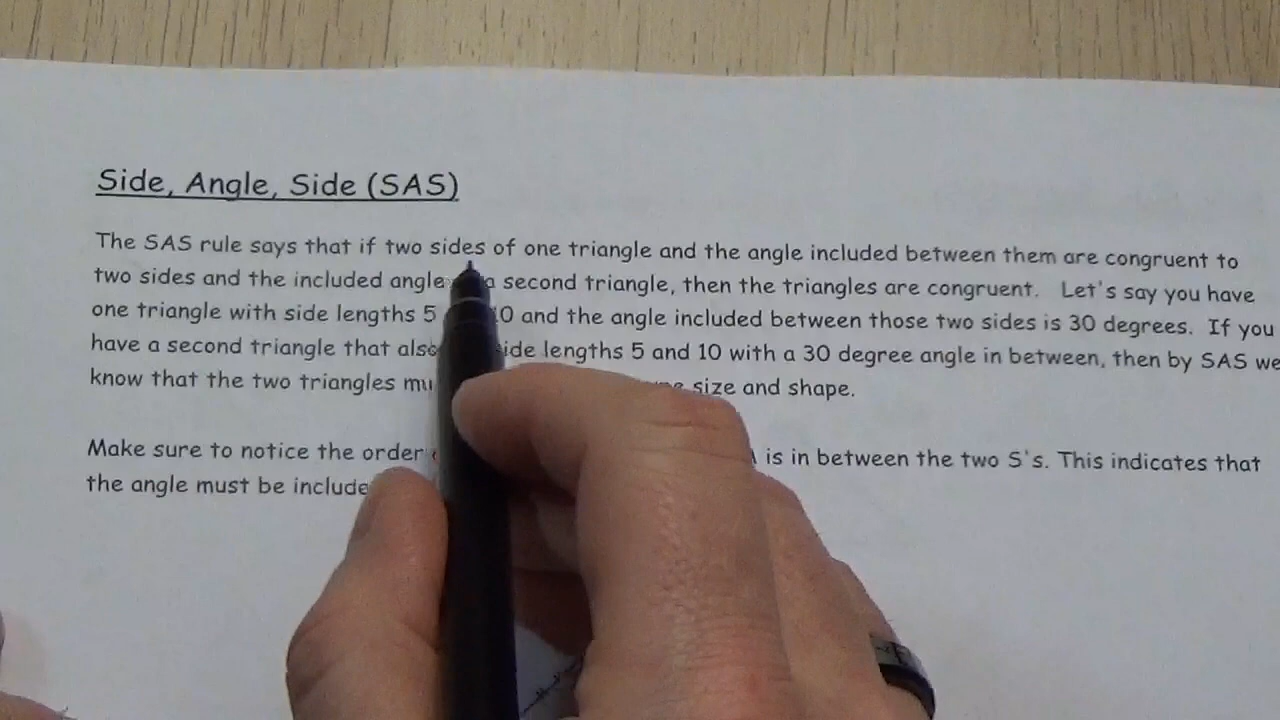 Side, Angle, Side (SAS)
The SAS rule says that if two sides of one triangle and the angle included between them are congruent to
two sides and the included angle a second triangle, then the triangles are congruent. Let's say you have
one triangle with side lengths 5 10 and the angle included between those two sides is 30 degrees. If you
have a second triangle that also side lengths 5 and 10 with a 30 degree angle in between, then by SAS we
know that the two triangles size and shape.
Make sure to notice the order is in between the two S's. This indicates that
the angle must be